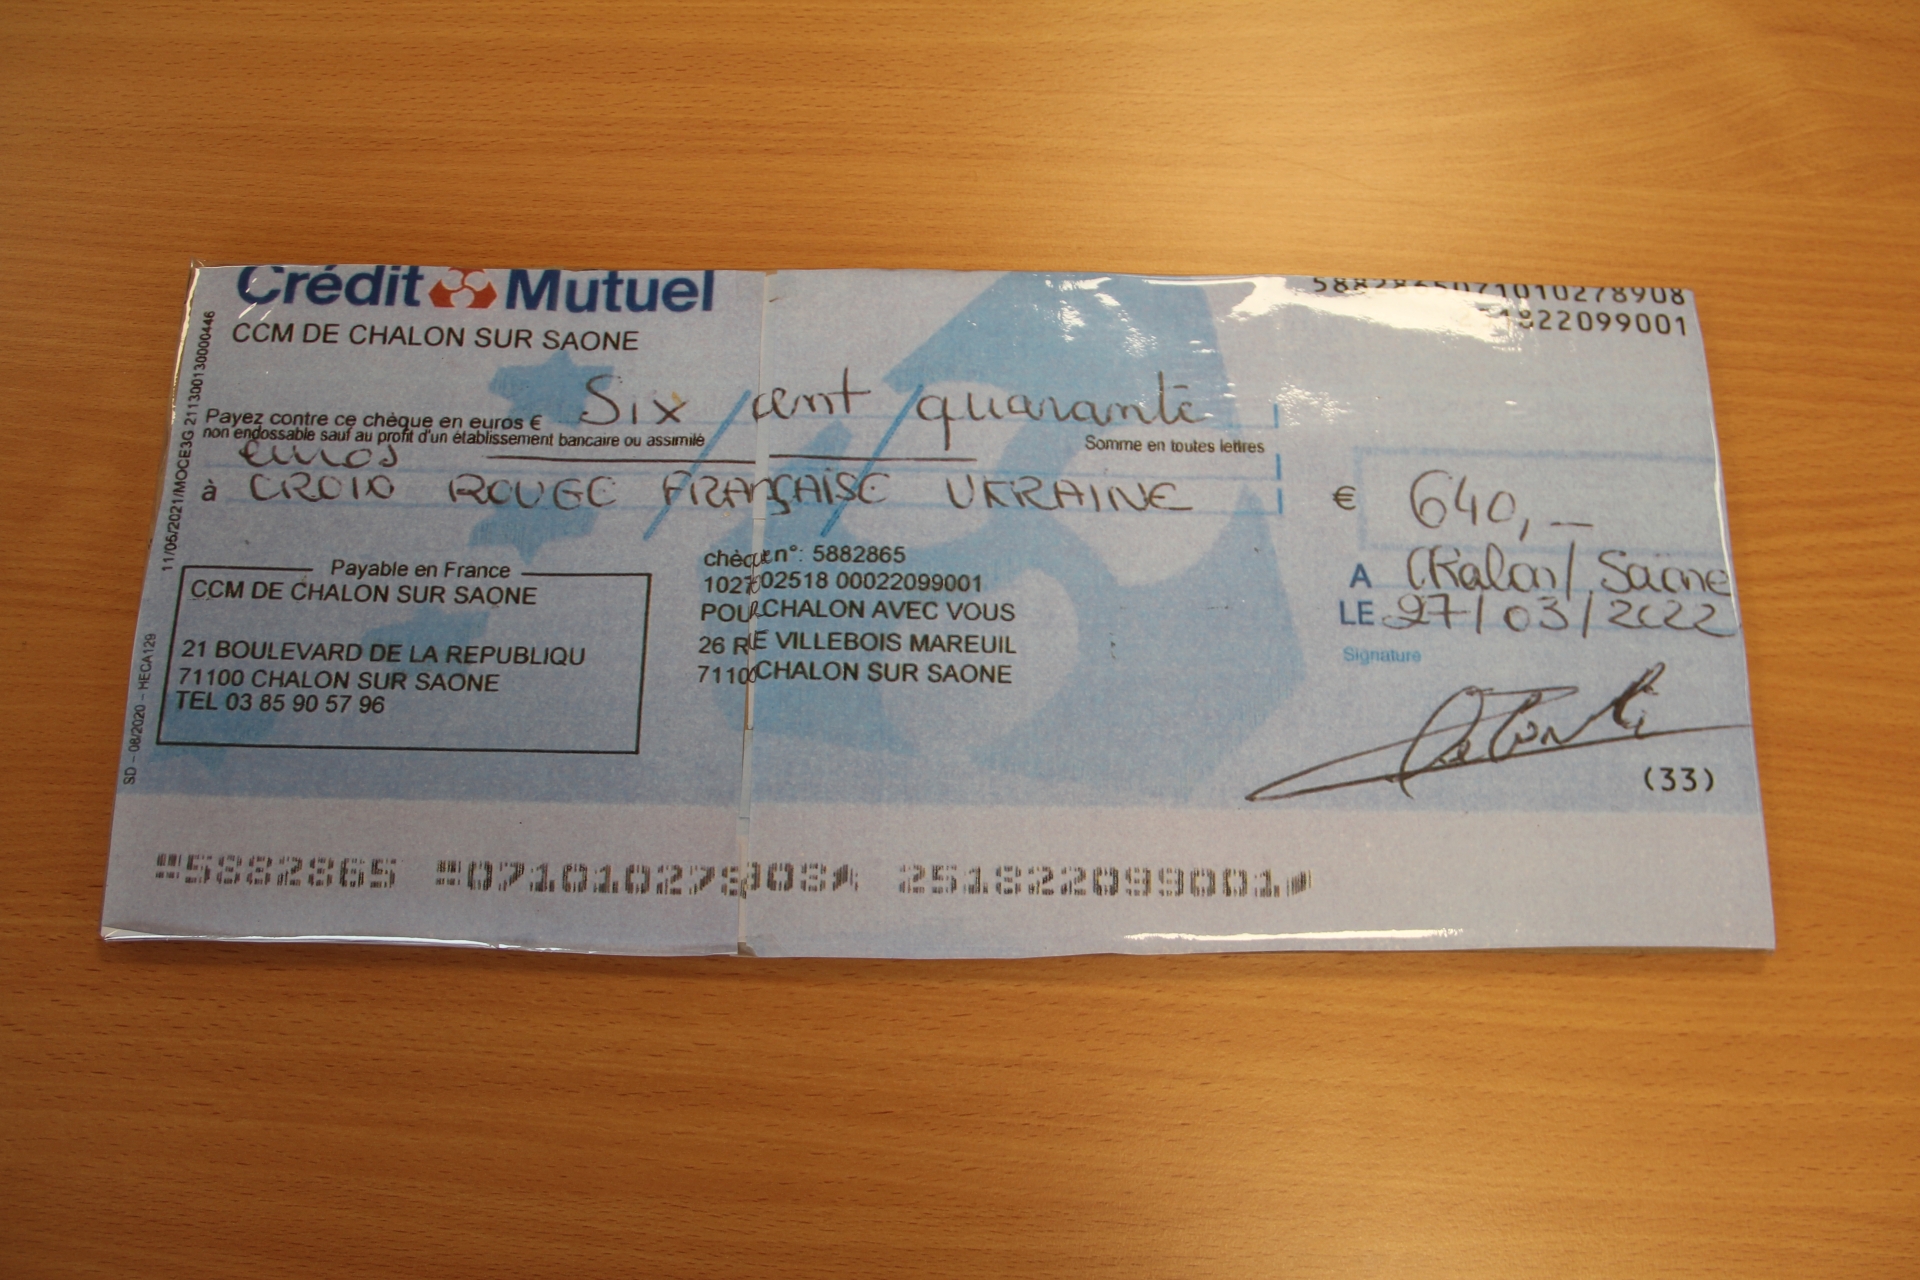 Crédit Mutuel
CCM DE CHALON SUR SAONE
5882865071010278908
1822099001
11/05/2021/MOCE3G 2113001300000446
Payez contre ce chèque en euros € Six cent quarante
non endossable sauf au profit d'un établissement bancaire ou assimilé
Somme en toutes lettres
euros
à CROIX ROUGE FRANÇAISE UKRAINE
€ 640,—
Payable en France
CCM DE CHALON SUR SAONE
21 BOULEVARD DE LA REPUBLIQU
71100 CHALON SUR SAONE
TEL 03 85 90 57 96
chèque n°: 5882865
10278 02518 00022099001
POUR CHALON AVEC VOUS
26 RUE VILLEBOIS MAREUIL
71100 CHALON SUR SAONE
A Chalon/Saône
LE 27/03/2022
Signature
(33)
SD - 08/2020 - HECA129
5882865 071010278908 251822099001